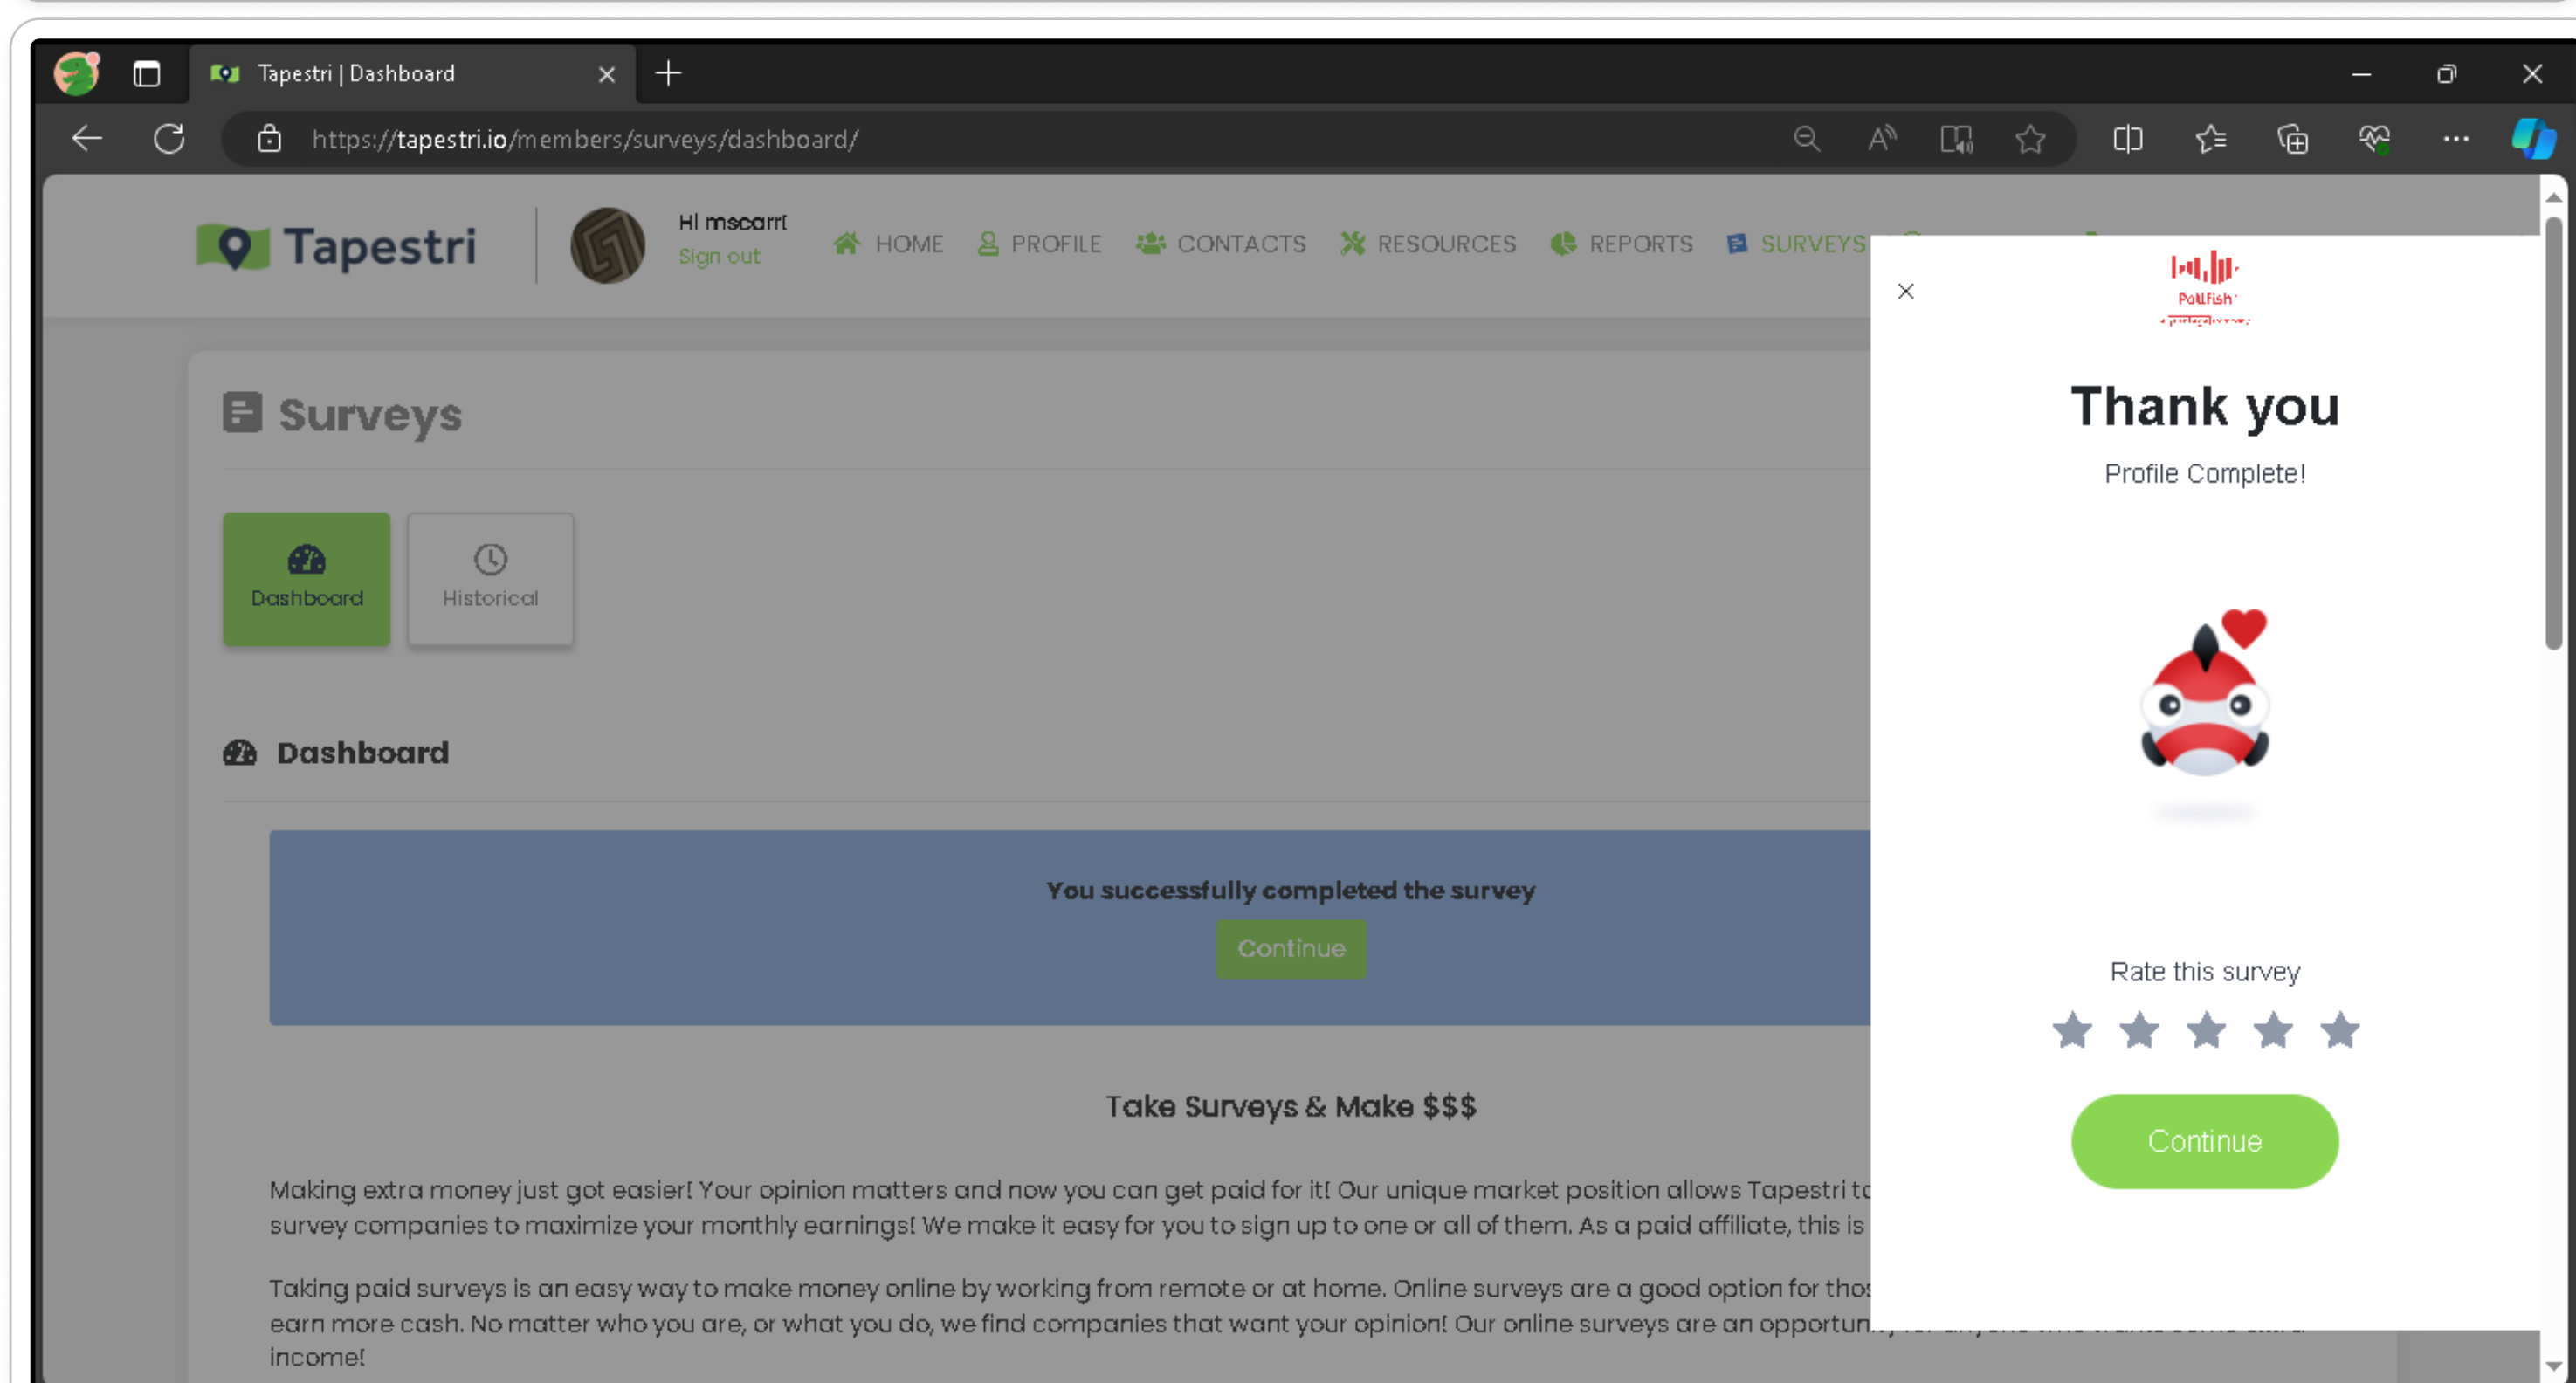 Tapestri | Dashboard
https://tapestri.io/members/surveys/dashboard/
Tapestri
Hi mscarr
Sign out
HOME
PROFILE
CONTACTS
RESOURCES
REPORTS
SURVEYS
Surveys
Dashboard
Historical
Dashboard
You successfully completed the survey
Continue
Take Surveys & Make $$$
Making extra money just got easier! Your opinion matters and now you can get paid for it! Our unique market position allows Tapestri to
survey companies to maximize your monthly earnings! We make it easy for you to sign up to one or all of them. As a paid affiliate, this is
Taking paid surveys is an easy way to make money online by working from remote or at home. Online surveys are a good option for
earn more cash. No matter who you are, or what you do, we find companies that want your opinion! Our online surveys are an
income!
Pollfish
Thank you
Profile Complete!
Rate this survey
Continue